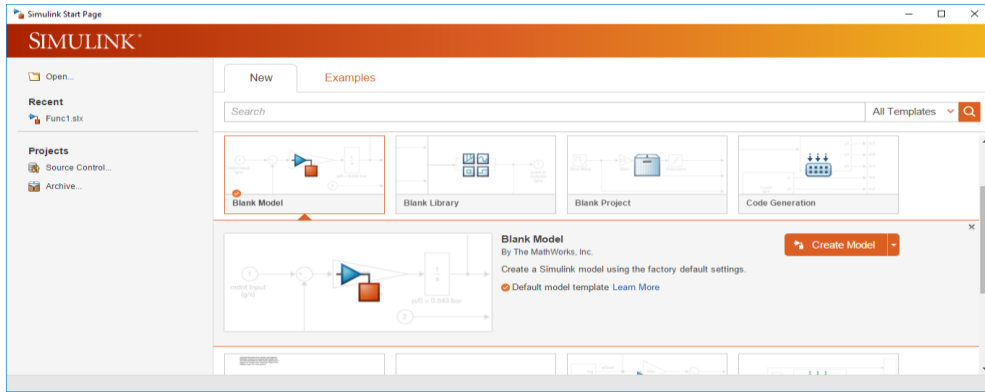 Simulink Start Page
SIMULINK®
Open...
Recent
Func1.slx
Projects
Source Control...
Archive...
New
Examples
Search
All Templates
Blank Model
Blank Library
Blank Project
Code Generation
Blank Model
By The MathWorks, Inc.
Create a Simulink model using the factory default settings.
Default model template Learn More
Create Model
1
2